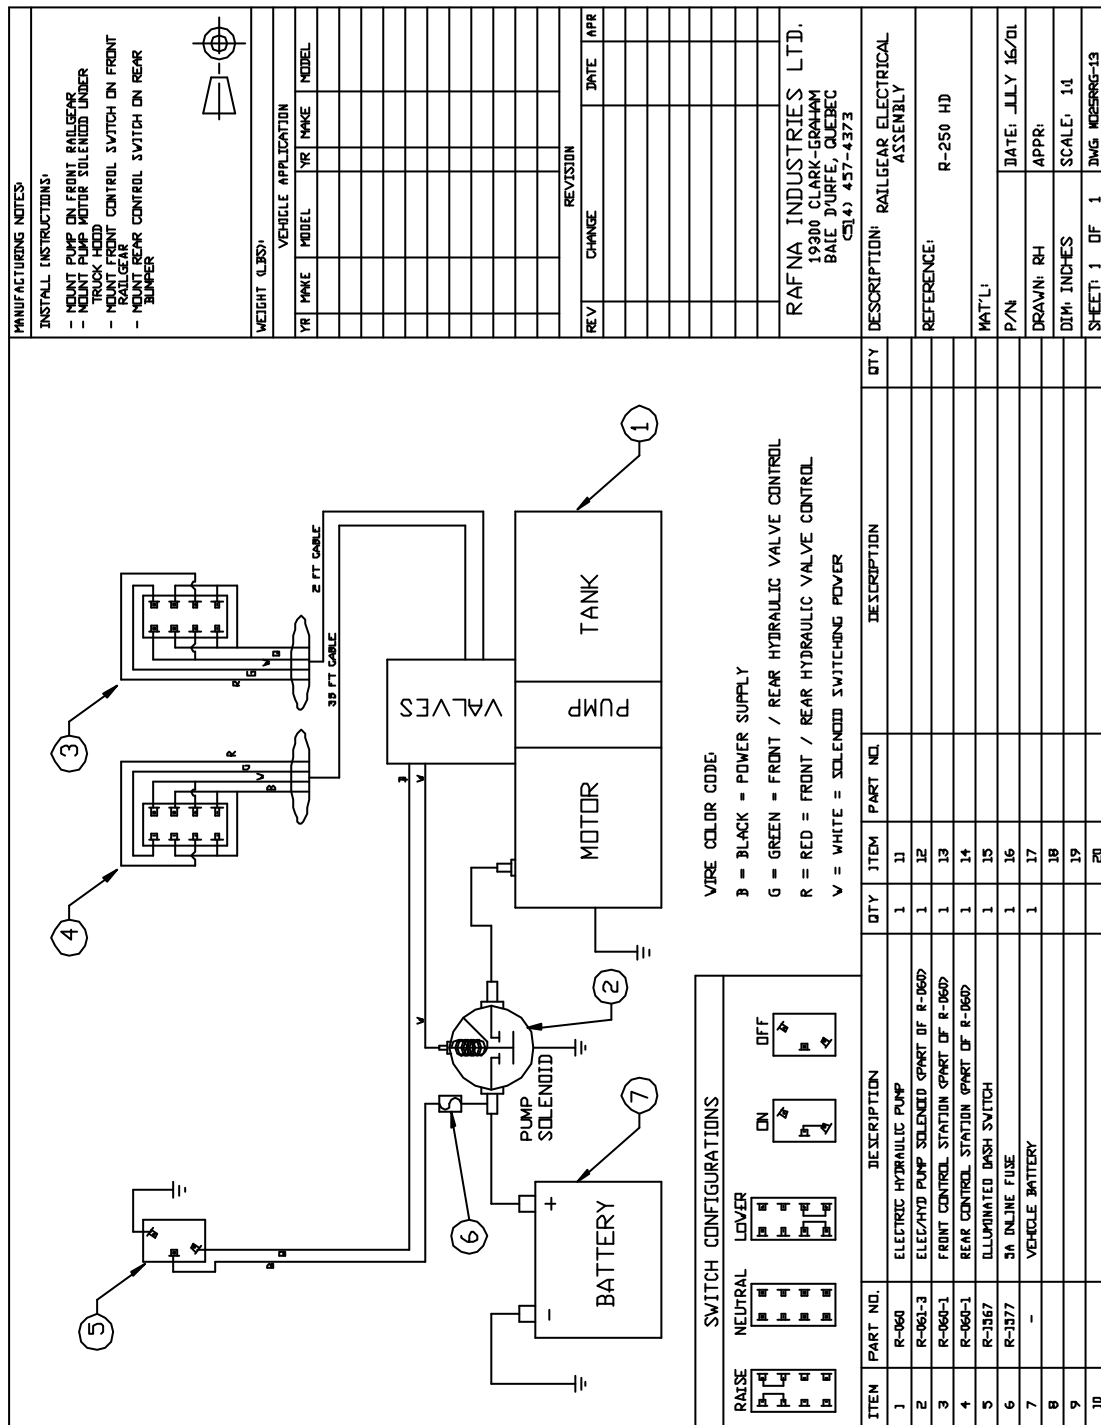 MANUFACTURING NOTES:
INSTALL INSTRUCTIONS:
- MOUNT PUMP ON FRONT RAILGEAR
- MOUNT PUMP MOTOR SOLENOID UNDER
TRUCK HOOD
- MOUNT FRONT CONTROL SWITCH ON FRONT
RAILGEAR
- MOUNT REAR CONTROL SWITCH ON REAR
BUMPER
WEIGHT (LBS):
VEHICLE APPLICATION
YR MAKE MODEL YR MAKE MODEL
REVISION
REV CHANGE DATE APR
RAFNA INDUSTRIES LTD.
19300 CLARK-GRAHAM
BAIE D'URFE, QUEBEC
(514) 457-4373
DESCRIPTION: RAILGEAR ELECTRICAL
ASSEMBLY
REFERENCE:
R-250 HD
MAT'L:
P/N: DATE: JULY 16/01
DRAWN: RH APPR:
DIM: INCHES SCALE: 1:1
SHEET: 1 OF 1 DWG
5
3
4
R
G
W
B
R
G
W
G
2 FT CABLE
35 FT CABLE
B
B
W
W
6
2
7
1
PUMP
SOLENOID
BATTERY
-
+
MOTOR
PUMP
TANK
VALVES
WIRE COLOR CODE:
B = BLACK = POWER SUPPLY
G = GREEN = FRONT / REAR HYDRAULIC VALVE CONTROL
R = RED = FRONT / REAR HYDRAULIC VALVE CONTROL
W = WHITE = SOLENOID SWITCHING POWER
SWITCH CONFIGURATIONS
RAISE NEUTRAL LOWER ON OFF
ITEM PART NO. DESCRIPTION QTY ITEM PART NO. DESCRIPTION QTY
1 R-060 ELECTRIC HYDRAULIC PUMP 1 11
2 R-061-3 ELEC/HYD PUMP SOLENOID (PART OF R-060) 1 12
3 R-060-1 FRONT CONTROL STATION (PART OF R-060) 1 13
4 R-060-1 REAR CONTROL STATION (PART OF R-060) 1 14
5 R-1567 ILLUMINATED DASH SWITCH 1 15
6 R-1577 5A INLINE FUSE 1 16
7 - VEHICLE BATTERY 1 17
8 18
9 19
10 20